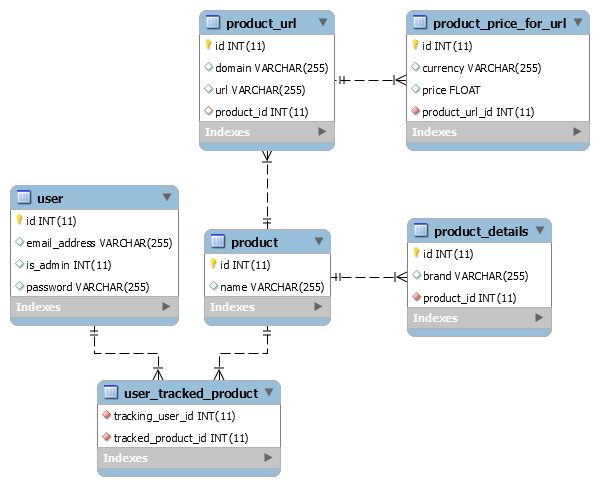 product_url
id INT(11)
domain VARCHAR(255)
url VARCHAR(255)
product_id INT(11)
Indexes
product_price_for_url
id INT(11)
currency VARCHAR(255)
price FLOAT
product_url_id INT(11)
Indexes
user
id INT(11)
email_address VARCHAR(255)
is_admin INT(11)
password VARCHAR(255)
Indexes
product
id INT(11)
name VARCHAR(255)
Indexes
product_details
id INT(11)
brand VARCHAR(255)
product_id INT(11)
Indexes
user_tracked_product
tracking_user_id INT(11)
tracked_product_id INT(11)
Indexes